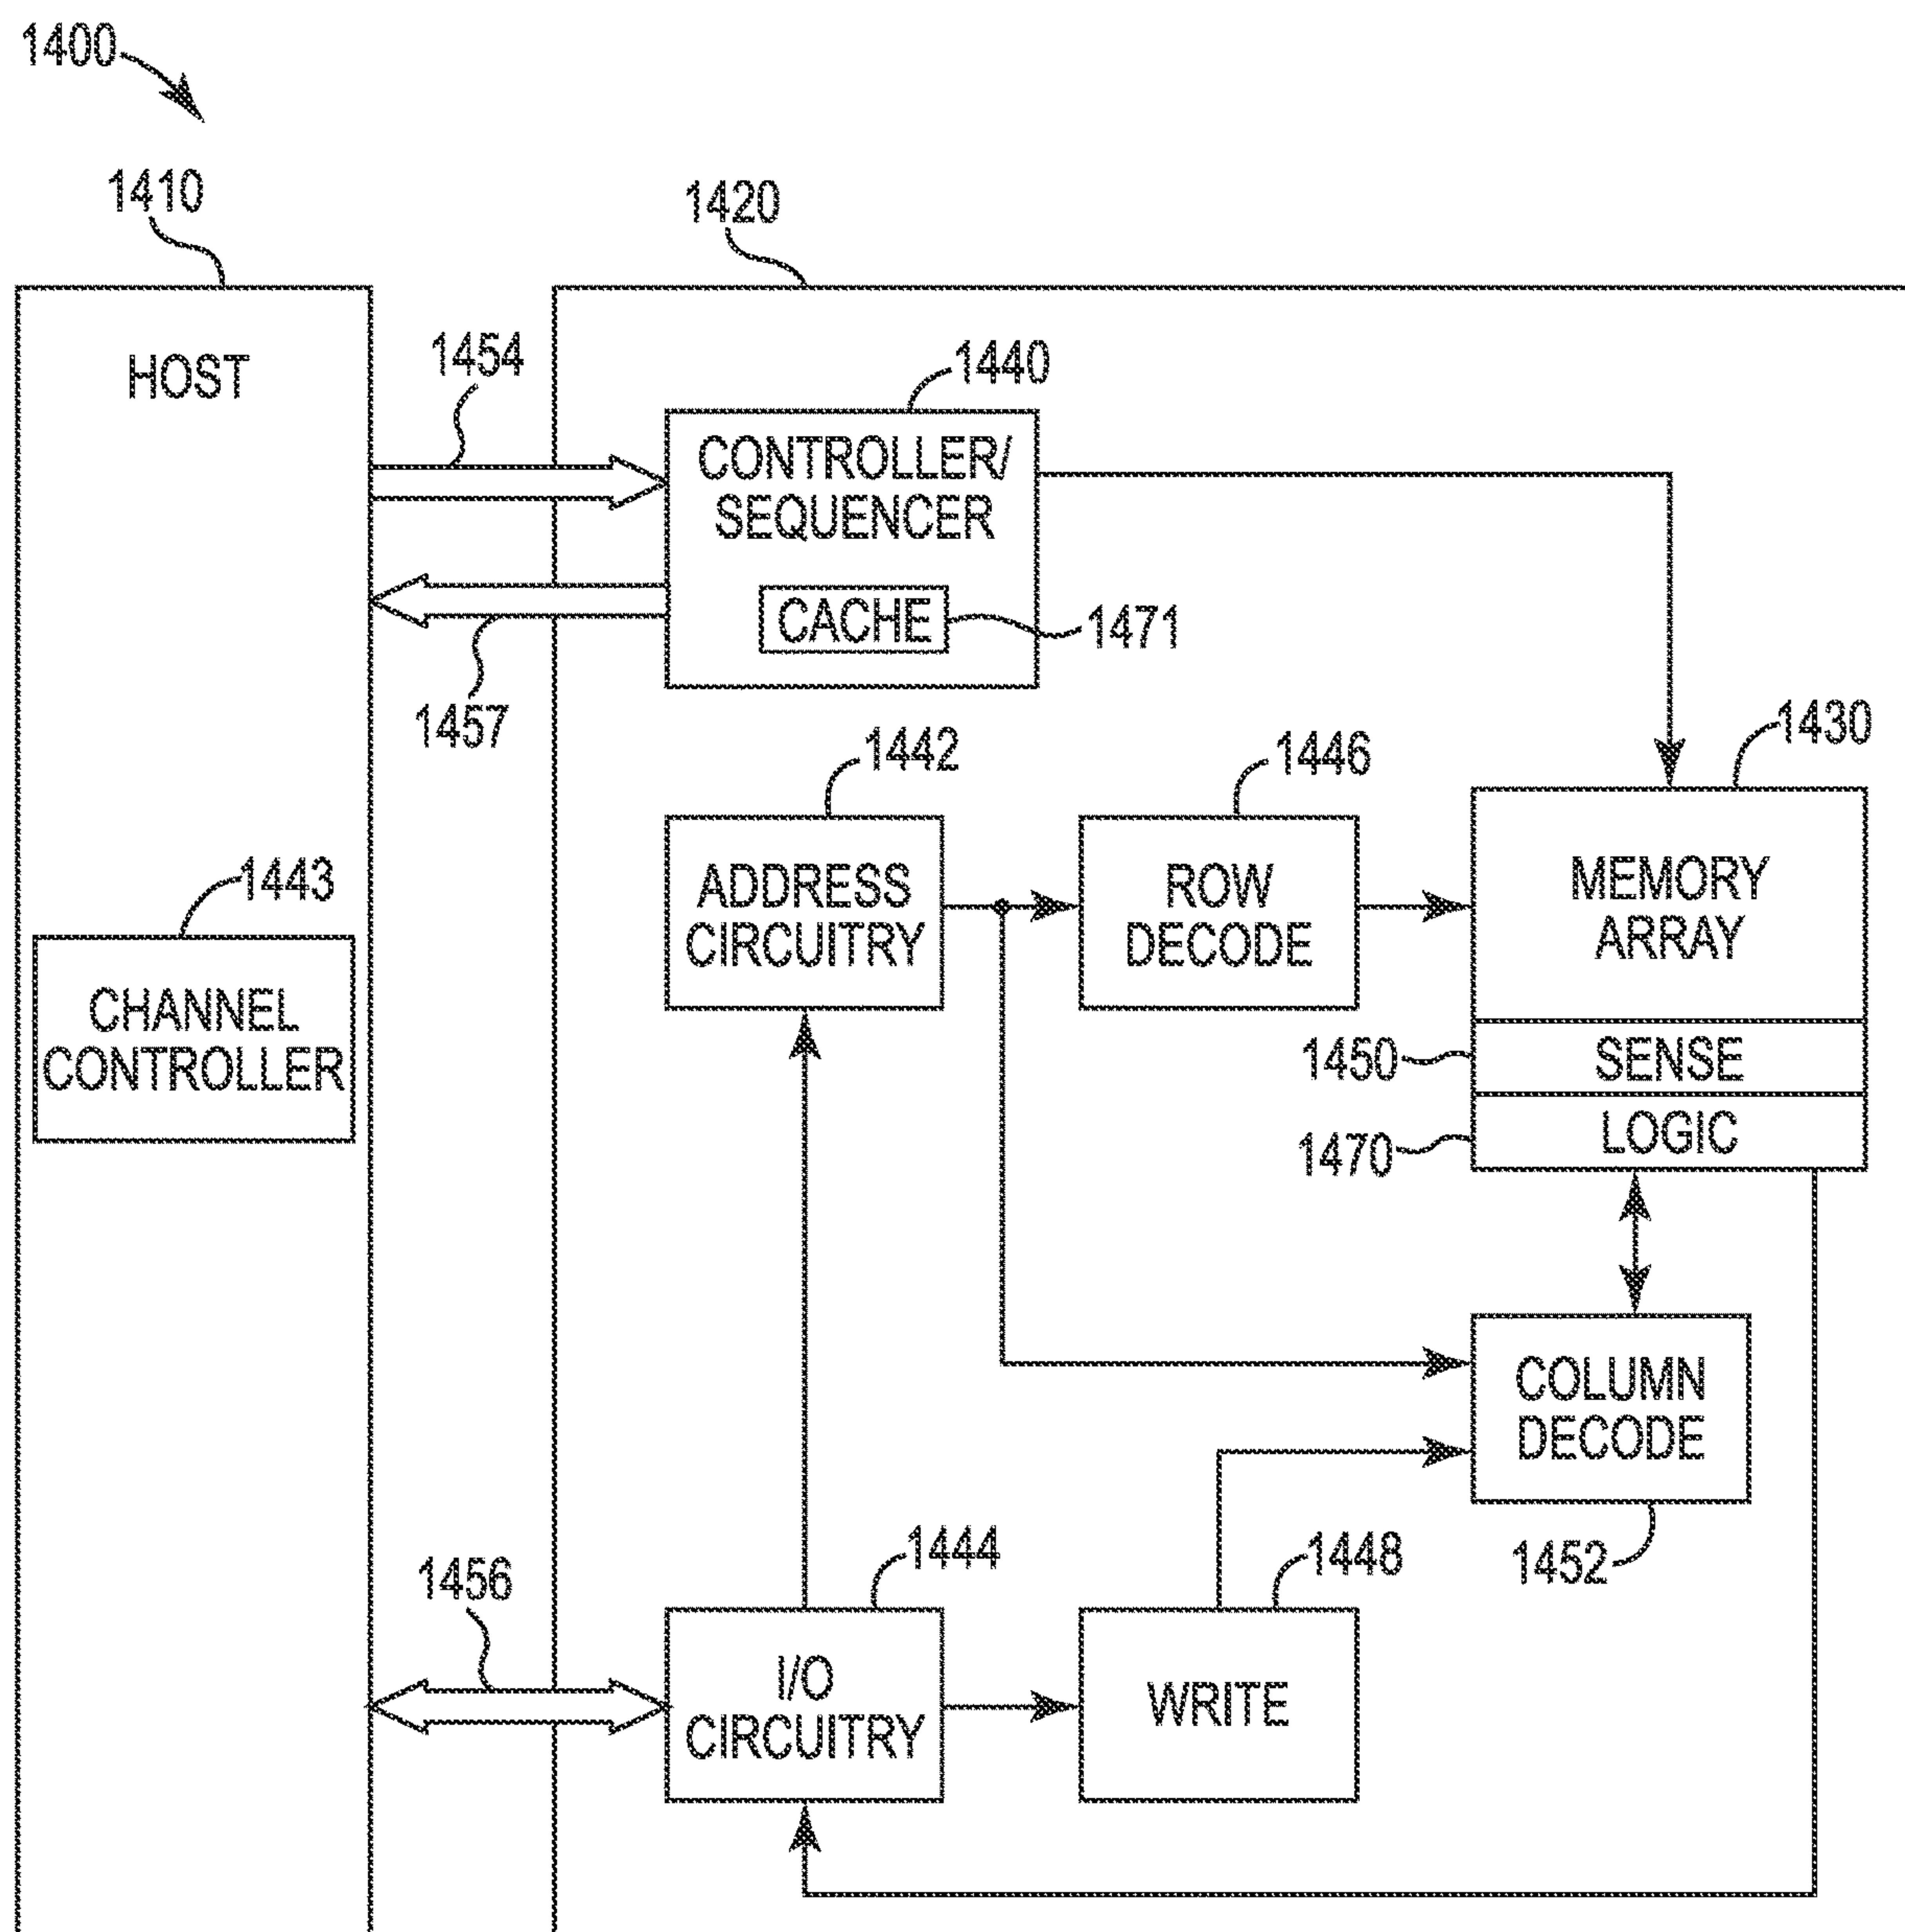 1400
1410
1420
HOST
1454
1440
CONTROLLER/
SEQUENCER
CACHE
1471
1457
1442
1446
1430
1443
ADDRESS
CIRCUITRY
ROW
DECODE
MEMORY
ARRAY
CHANNEL
CONTROLLER
1450
SENSE
1470
LOGIC
COLUMN
DECODE
1452
1456
1444
1448
I/O
CIRCUITRY
WRITE